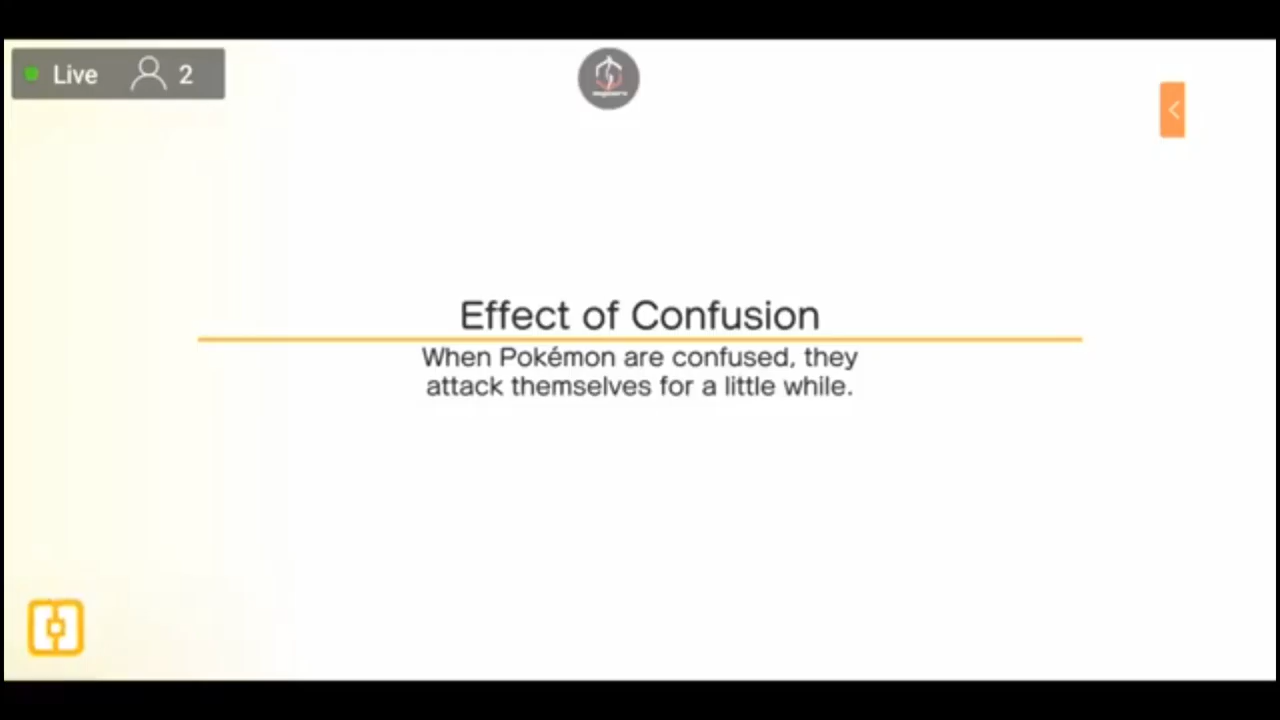 Live 2
Effect of Confusion
When Pokémon are confused, they
attack themselves for a little while.